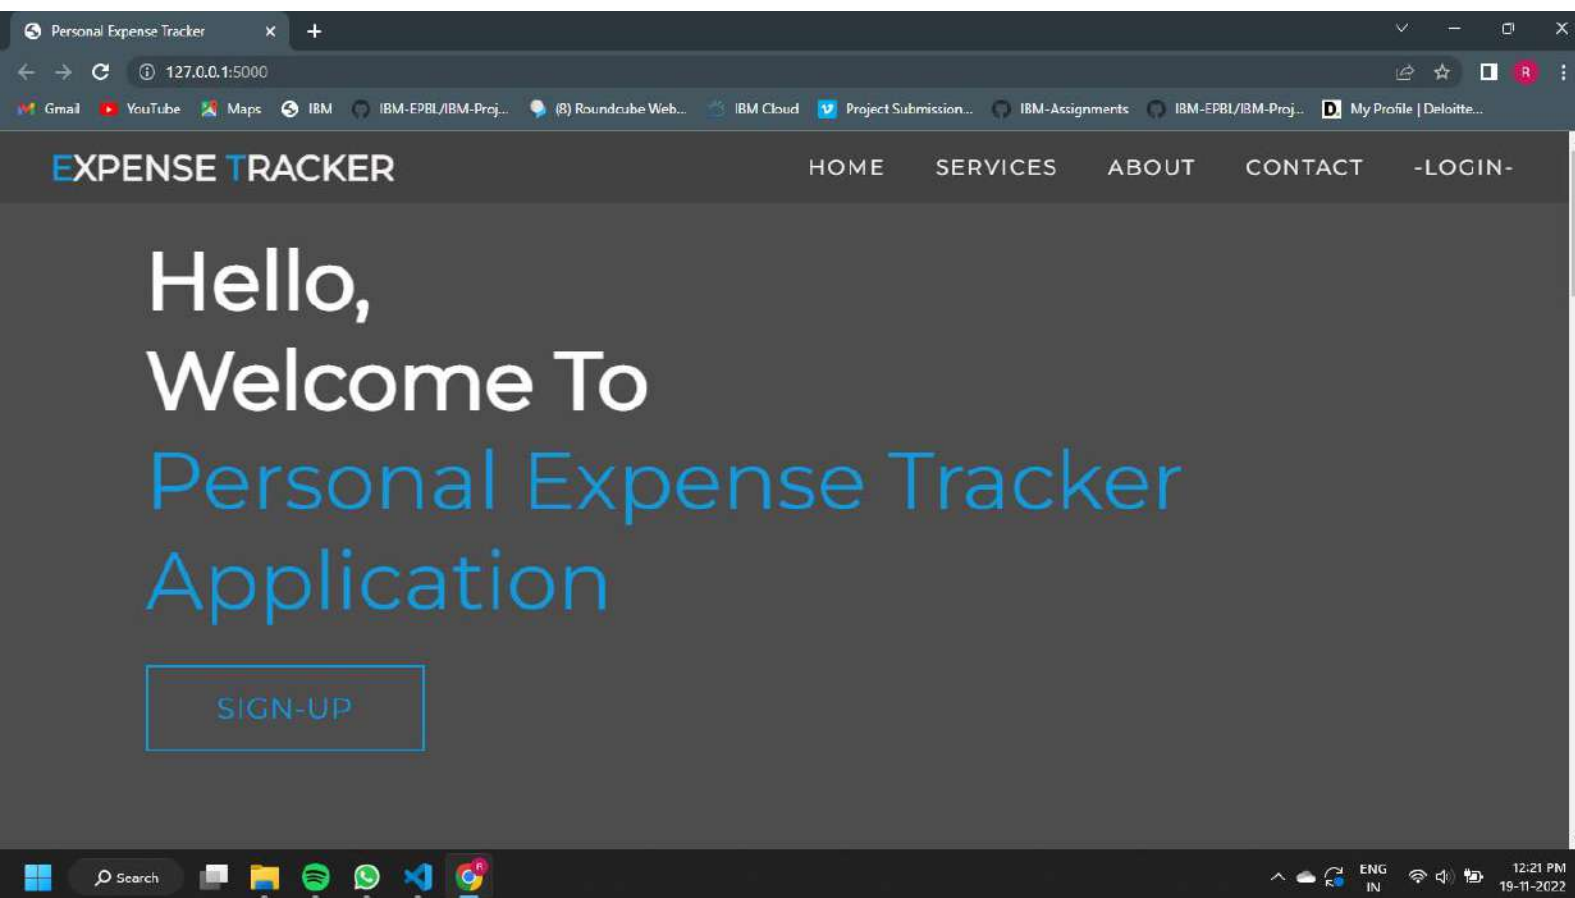 Personal Expense Tracker
127.0.0.1:5000
R
Gmail YouTube Maps IBM IBM-EPBL/IBM-Proj... (8) Roundcube Web... IBM Cloud Project Submission... IBM-Assignments IBM-EPBL/IBM-Proj... D. My Profile | Deloitte...
EXPENSE TRACKER HOME SERVICES ABOUT CONTACT -LOGIN-
Hello,
Welcome To
Personal Expense Tracker
Application
SIGN-UP
Search R ENG 12:21 PM
IN 19-11-2022